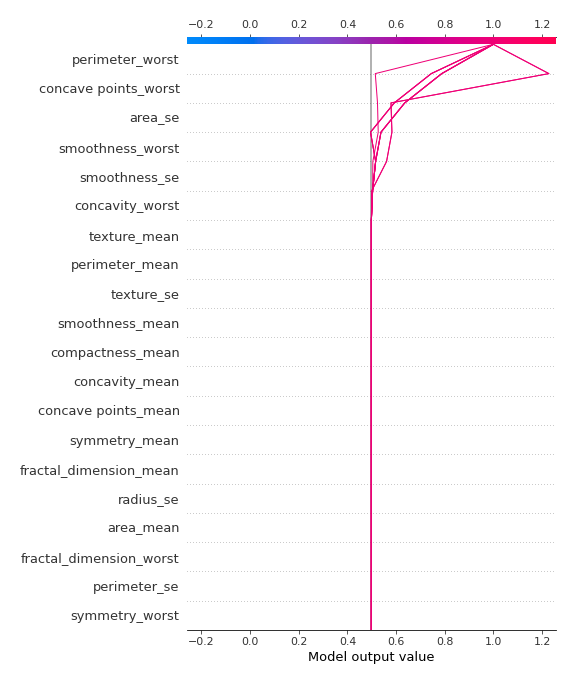 −0.2 0.0 0.2 0.4 0.6 0.8 1.0 1.2
perimeter_worst
concave points_worst
area_se
smoothness_worst
smoothness_se
concavity_worst
texture_mean
perimeter_mean
texture_se
smoothness_mean
compactness_mean
concavity_mean
concave points_mean
symmetry_mean
fractal_dimension_mean
radius_se
area_mean
fractal_dimension_worst
perimeter_se
symmetry_worst
−0.2 0.0 0.2 0.4 0.6 0.8 1.0 1.2
Model output value